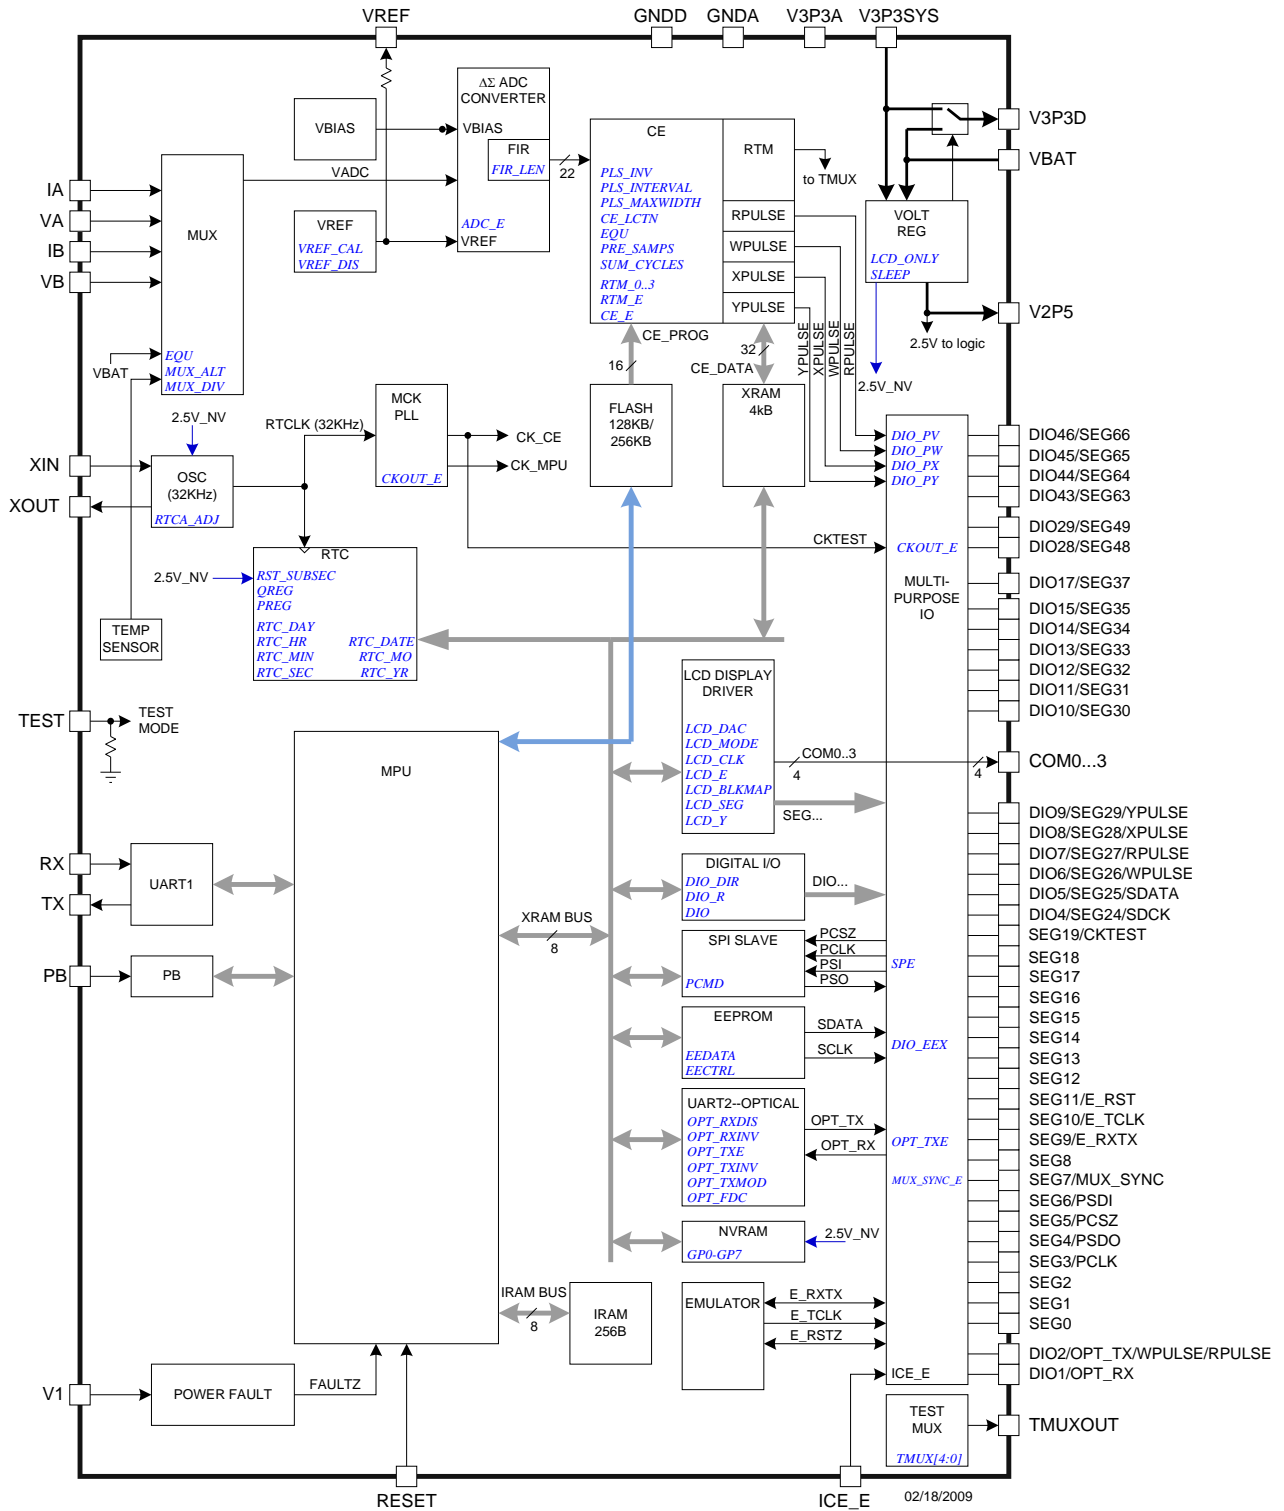 VREF
GNDD
GNDA
V3P3A
V3P3SYS
IA
VA
IB
VB
XIN
XOUT
TEST
RX
TX
PB
V1
RESET
ICE_E
02/18/2009
MUX
EQU
MUX_ALT
MUX_DIV
VBAT
VBIAS
VADC
VREF
VREF_CAL
VREF_DIS
ΔΣ ADC
CONVERTER
VBIAS
FIR
FIR_LEN
ADC_E
VREF
22
CE
PLS_INV
PLS_INTERVAL
PLS_MAXWIDTH
CE_LCTN
EQU
PRE_SAMPS
SUM_CYCLES
RTM_0..3
RTM_E
CE_E
RTM
to TMUX
RPULSE
WPULSE
XPULSE
YPULSE
YPULSE
XPULSE
WPULSE
RPULSE
CE_PROG
16
32
CE_DATA
VOLT
REG
LCD_ONLY
SLEEP
2.5V to logic
2.5V_NV
V3P3D
VBAT
V2P5
2.5V_NV
OSC
(32KHz)
RTCA_ADJ
RTCLK (32KHz)
MCK
PLL
CKOUT_E
CK_CE
CK_MPU
FLASH
128KB/
256KB
XRAM
4kB
CKTEST
2.5V_NV
RTC
RST_SUBSEC
QREG
PREG
RTC_DAY
RTC_HR
RTC_DATE
RTC_MIN
RTC_MO
RTC_SEC
RTC_YR
TEMP
SENSOR
TEST
MODE
MPU
UART1
PB
POWER FAULT
FAULTZ
XRAM BUS
8
IRAM BUS
8
IRAM
256B
LCD DISPLAY
DRIVER
LCD_DAC
LCD_MODE
LCD_CLK
LCD_E
LCD_BLKMAP
LCD_SEG
LCD_Y
COM0..3
4
4
SEG...
DIGITAL I/O
DIO_DIR
DIO_R
DIO
DIO...
SPI SLAVE
PCMD
PCSZ
PCLK
PSI
PSO
EEPROM
EEDATA
EECTRL
SDATA
SCLK
UART2--OPTICAL
OPT_RXDIS
OPT_RXINV
OPT_TXE
OPT_TXINV
OPT_TXMOD
OPT_FDC
OPT_TX
OPT_RX
NVRAM
GP0-GP7
2.5V_NV
EMULATOR
E_RXTX
E_TCLK
E_RSTZ
DIO_PV
DIO_PW
DIO_PX
DIO_PY
CKOUT_E
MULTI-
PURPOSE
IO
SPE
DIO_EEX
OPT_TXE
MUX_SYNC_E
ICE_E
TEST
MUX
TMUX[4:0]
DIO46/SEG66
DIO45/SEG65
DIO44/SEG64
DIO43/SEG63
DIO29/SEG49
DIO28/SEG48
DIO17/SEG37
DIO15/SEG35
DIO14/SEG34
DIO13/SEG33
DIO12/SEG32
DIO11/SEG31
DIO10/SEG30
COM0...3
DIO9/SEG29/YPULSE
DIO8/SEG28/XPULSE
DIO7/SEG27/RPULSE
DIO6/SEG26/WPULSE
DIO5/SEG25/SDATA
DIO4/SEG24/SDCK
SEG19/CKTEST
SEG18
SEG17
SEG16
SEG15
SEG14
SEG13
SEG12
SEG11/E_RST
SEG10/E_TCLK
SEG9/E_RXTX
SEG8
SEG7/MUX_SYNC
SEG6/PSDI
SEG5/PCSZ
SEG4/PSDO
SEG3/PCLK
SEG2
SEG1
SEG0
DIO2/OPT_TX/WPULSE/RPULSE
DIO1/OPT_RX
TMUXOUT